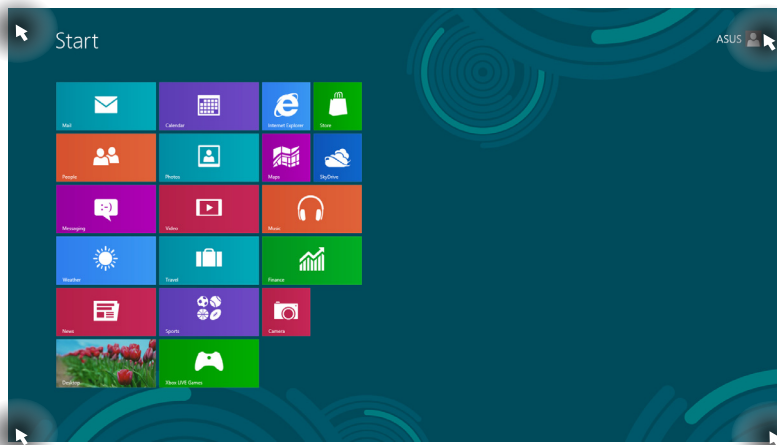 Start
ASUS
Mail
Calendar
Internet Explorer
Store
People
Photos
Maps
SkyDrive
Messaging
Video
Music
Weather
Travel
Finance
News
Sports
Camera
Desktop
Xbox LIVE Games